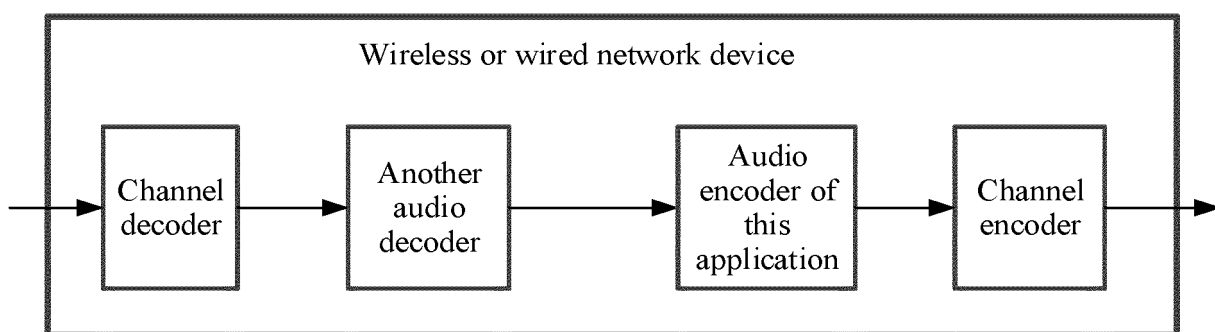 Wireless or wired network device
Channel
decoder
Another
audio
decoder
Audio
encoder of
this
application
Channel
encoder